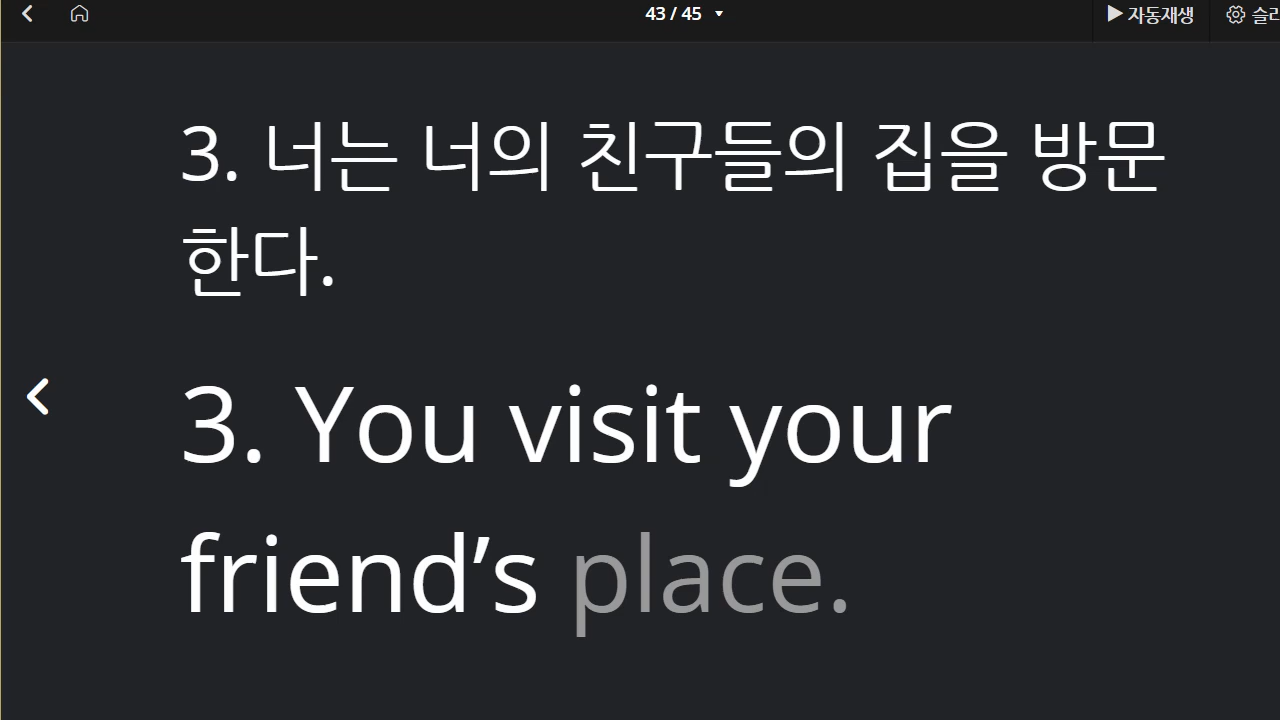 43 / 45
자동재생
3. 너는 너의 친구들의 집을 방문
한다.
3. You visit your
friend’s place.